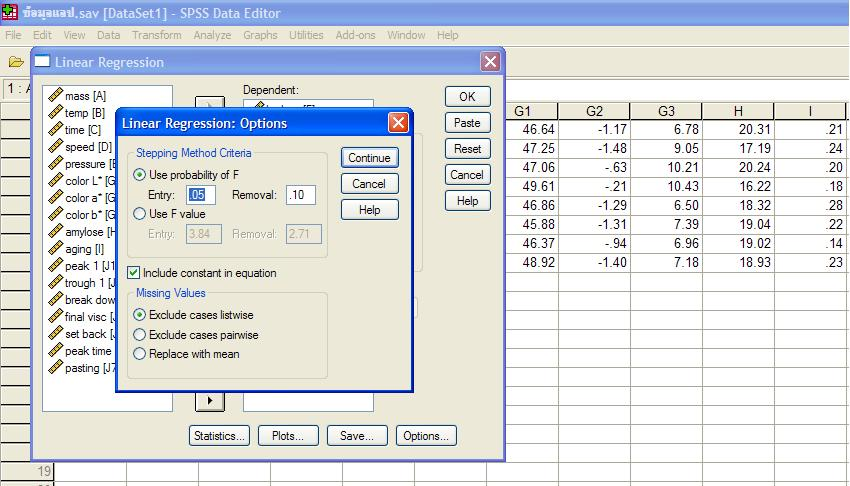 ข้อมูลแอป.sav [DataSet1] - SPSS Data Editor
File Edit View Data Transform Analyze Graphs Utilities Add-ons Window Help
Linear Regression
1 : A
mass [A]
temp [B]
time [C]
speed [D]
pressure [E
color L* [G
color a* [G
color b* [G
amylose [H
aging [I]
peak 1 [J1
trough 1 [J
break dow
final visc [J
set back [J
peak time
pasting [J7
Dependent:
OK
Paste
Reset
Cancel
Help
Statistics...
Plots...
Save...
Options...
Linear Regression: Options
Stepping Method Criteria
Use probability of F
Entry: .05 Removal: .10
Use F value
Entry: 3.84 Removal: 2.71
Include constant in equation
Missing Values
Exclude cases listwise
Exclude cases pairwise
Replace with mean
Continue
Cancel
Help
G1 G2 G3 H I
46.64 -1.17 6.78 20.31 .21
47.25 -1.48 9.05 17.19 .24
47.06 -.63 10.21 20.24 .20
49.61 -.21 10.43 16.22 .18
46.86 -1.29 6.50 18.32 .28
45.88 -1.31 7.39 19.04 .22
46.37 -.94 6.96 19.02 .14
48.92 -1.40 7.18 18.93 .23
19